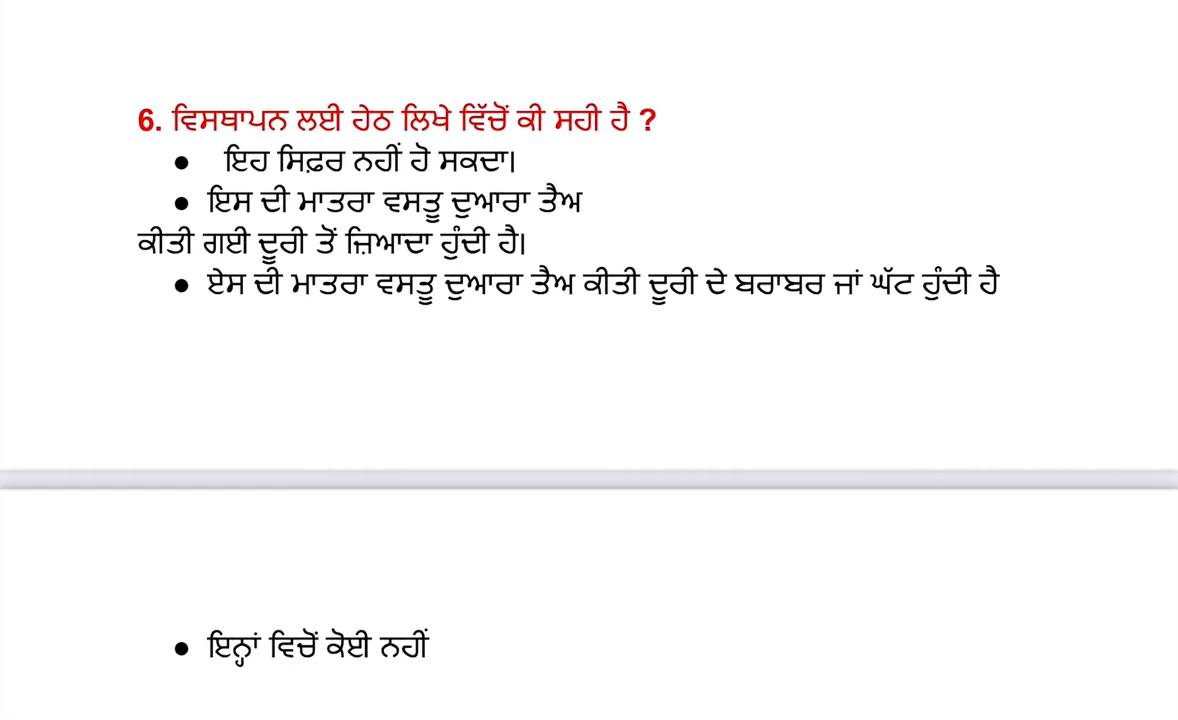 6. ਵਿਸਥਾਪਨ ਲਈ ਹੇਠ ਲਿਖੇ ਵਿੱਚੋਂ ਕੀ ਸਹੀ ਹੈ ?
● ਇਹ ਸਿਫ਼ਰ ਨਹੀਂ ਹੋ ਸਕਦਾ।
● ਇਸ ਦੀ ਮਾਤਰਾ ਵਸਤੂ ਦੁਆਰਾ ਤੈਅ
ਕੀਤੀ ਗਈ ਦੂਰੀ ਤੋਂ ਜ਼ਿਆਦਾ ਹੁੰਦੀ ਹੈ।
● ੲੇਸ ਦੀ ਮਾਤਰਾ ਵਸਤੂ ਦੁਆਰਾ ਤੈਅ ਕੀਤੀ ਦੂਰੀ ਦੇ ਬਰਾਬਰ ਜਾਂ ਘੱਟ ਹੁੰਦੀ ਹੈ
● ਇਨ੍ਹਾਂ ਵਿਚੋਂ ਕੋਈ ਨਹੀਂ